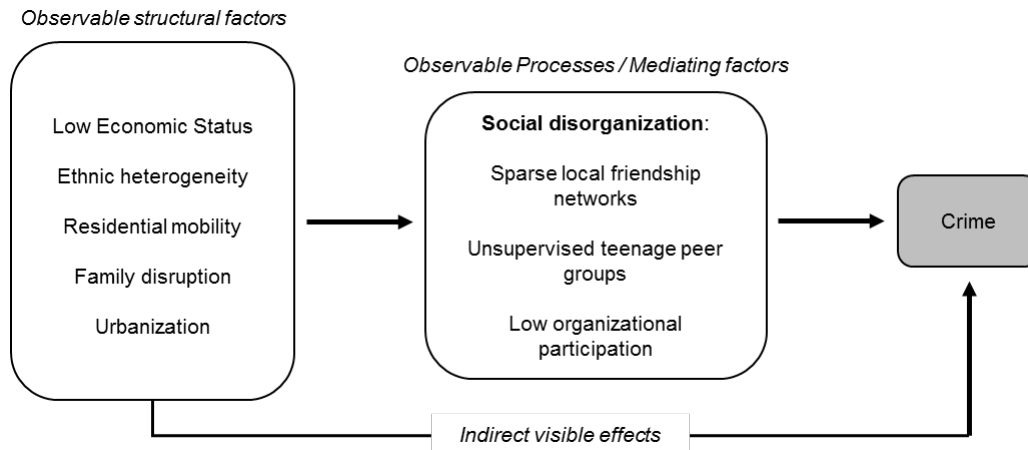 Observable structural factors
Low Economic Status
Ethnic heterogeneity
Residential mobility
Family disruption
Urbanization
Observable Processes / Mediating factors
Social disorganization:
Sparse local friendship
networks
Unsupervised teenage peer
groups
Low organizational
participation
Crime
Indirect visible effects